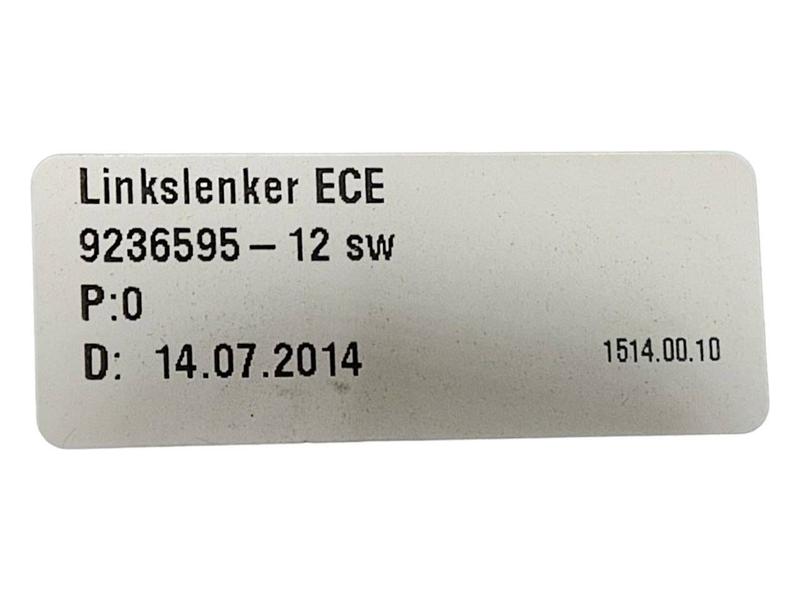 Linkslenker ECE
9236595 – 12 sw
P:0
D: 14.07.2014
1514.00.10